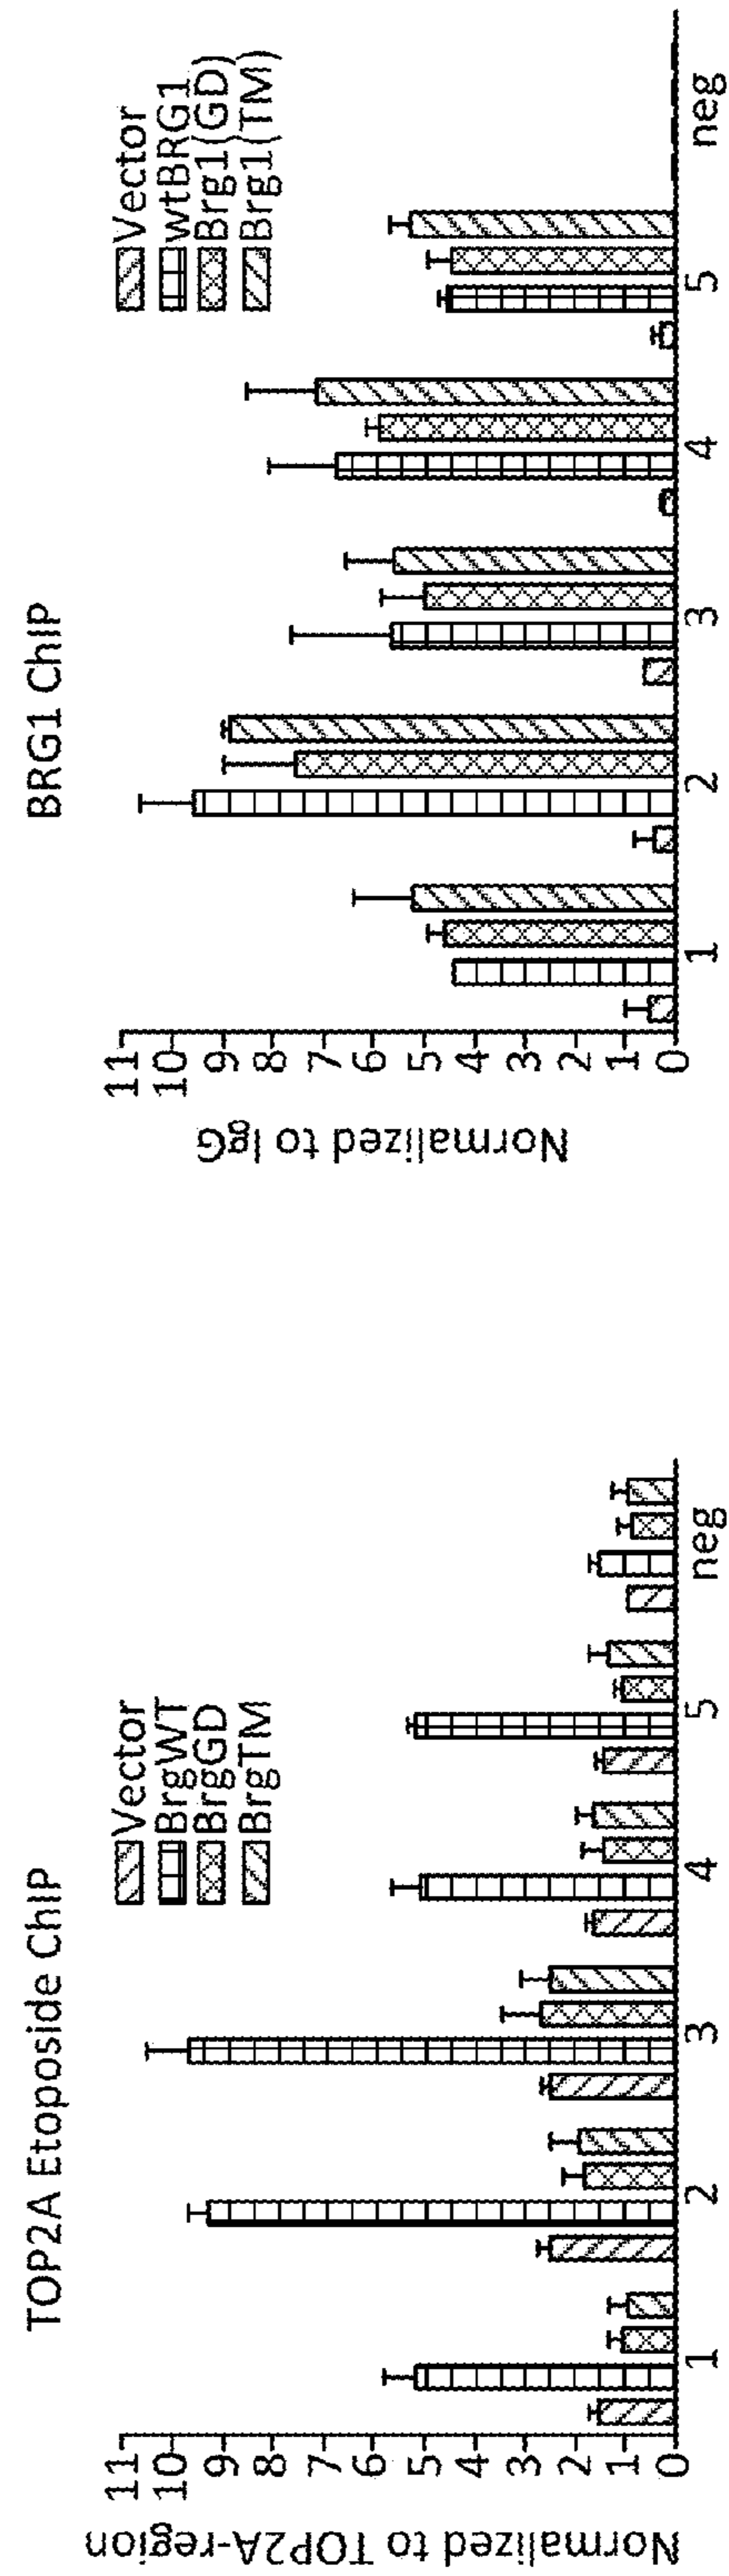 TOP2A Etoposide ChIP
Vector
BrgWT
BrgGD
BrgTM
Normalized to TOP2A-region
11
10
9
8
7
6
5
4
3
2
1
0
1 2 3 4 5 neg
BRG1 ChIP
Vector
wtBRG1
Brg1(GD)
Brg1(TM)
Normalized to IgG
11
10
9
8
7
6
5
4
3
2
1
0
1 2 3 4 5 neg